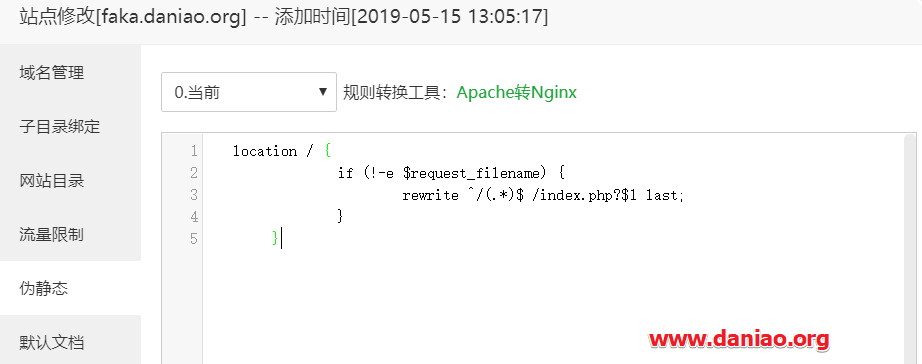 站点修改[faka.daniao.org] -- 添加时间[2019-05-15 13:05:17]
域名管理
子目录绑定
网站目录
流量限制
伪静态
默认文档
0.当前 ▼ 规则转换工具：Apache转Nginx
1 location / {
2 if (!-e $request_filename) {
3 rewrite ^/(.*)$ /index.php?$1 last;
4 }
5 }
www.daniao.org